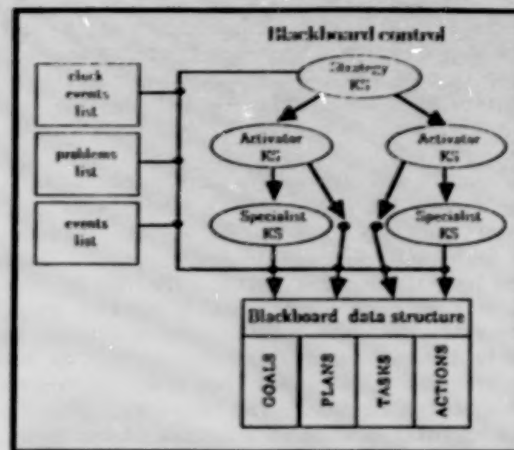 Blackboard control
clock
events
list
problems
list
events
list
Strategy
KS
Activator
KS
Activator
KS
Specialist
KS
Specialist
KS
Blackboard data structure
GOALS
PLANS
TASKS
ACTIONS